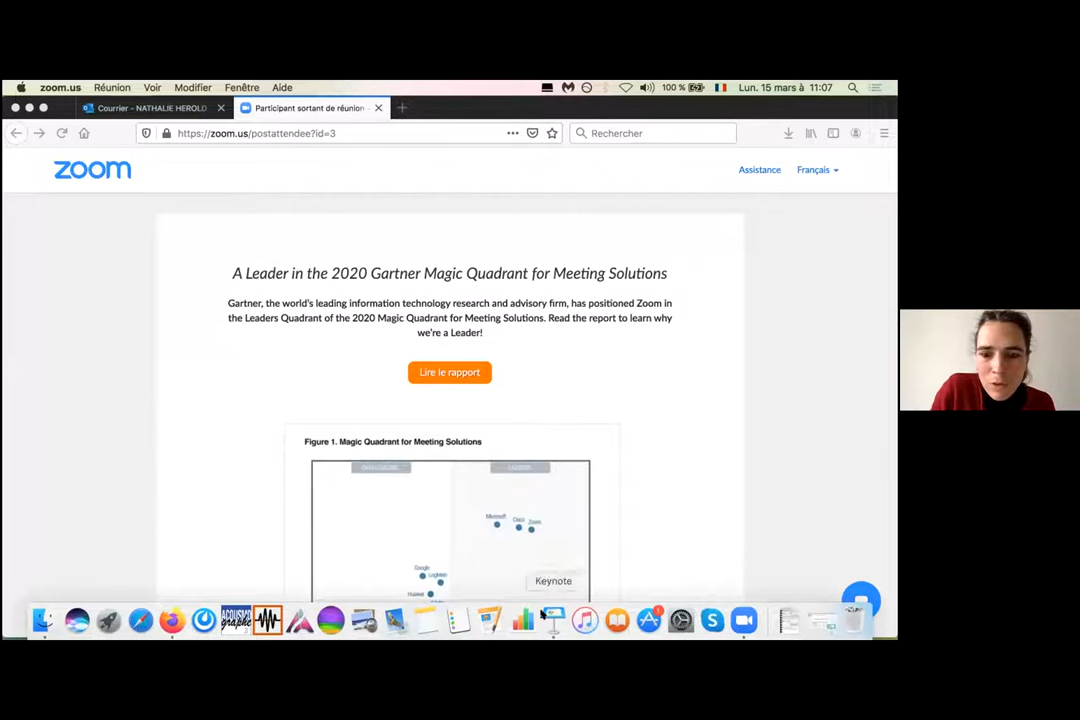 zoom.us Réunion Voir Modifier Fenêtre Aide 100 % Lun. 15 mars à 11:07
Courrier – NATHALIE HEROLD Participant sortant de réunion -
https://zoom.us/postattendee?id=3 Rechercher
zoom Assistance Français
A Leader in the 2020 Gartner Magic Quadrant for Meeting Solutions
Gartner, the world's leading information technology research and advisory firm, has positioned Zoom in
the Leaders Quadrant of the 2020 Magic Quadrant for Meeting Solutions. Read the report to learn why
we're a Leader!
Lire le rapport
Figure 1. Magic Quadrant for Meeting Solutions
Microsoft Cisco Zoom
Google
LogMeIn
Huawei
Keynote
ACOUSMO
GRAPHE